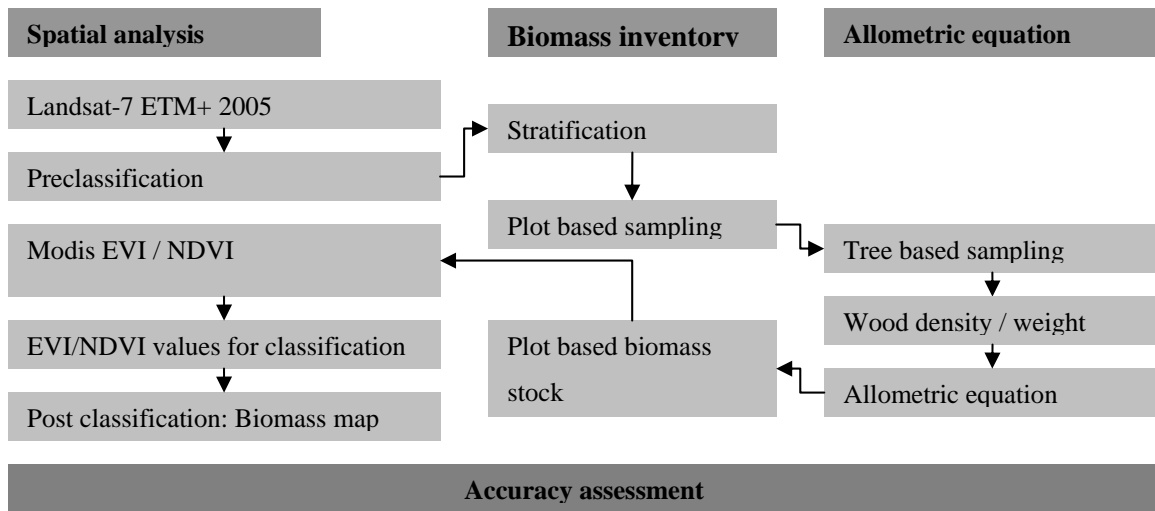 Spatial analysis
Biomass inventory
Allometric equation
Landsat-7 ETM+ 2005
Preclassification
Modis EVI / NDVI
EVI/NDVI values for classification
Post classification: Biomass map
Stratification
Plot based sampling
Plot based biomass
stock
Tree based sampling
Wood density / weight
Allometric equation
Accuracy assessment